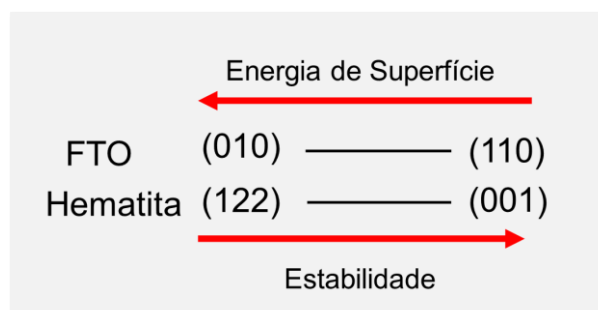 Energia de Superfície
FTO (010) (110)
Hematita (122) (001)
Estabilidade